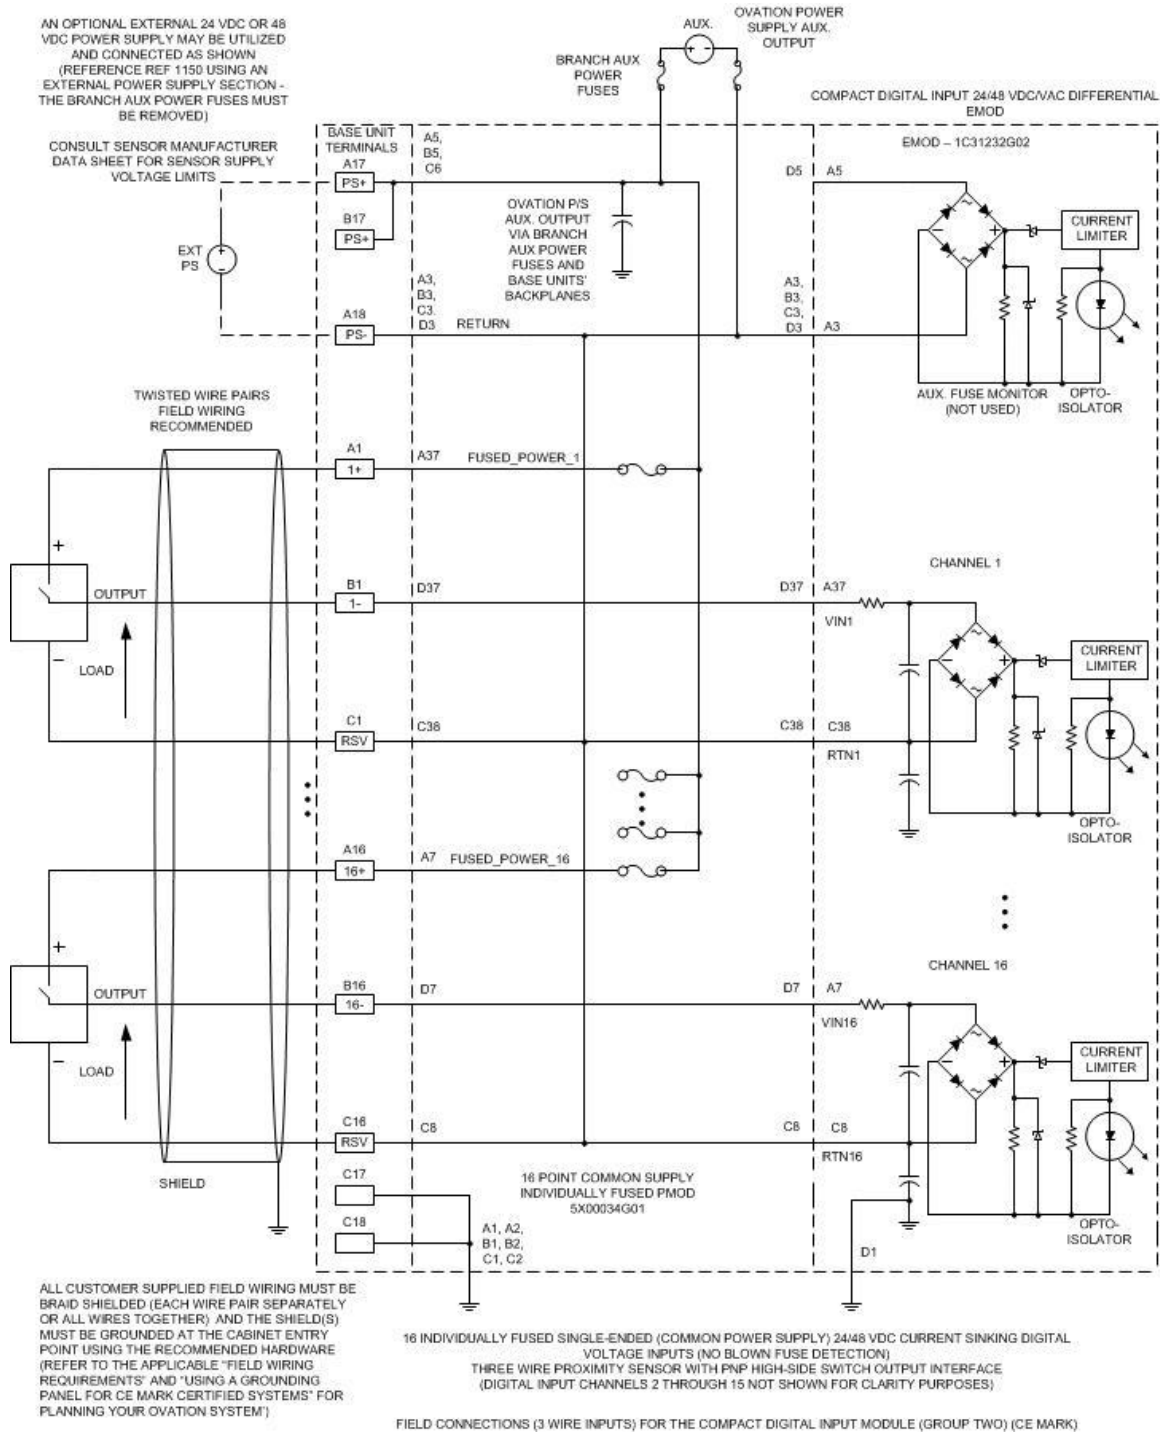 AN OPTIONAL EXTERNAL 24 VDC OR 48
VDC POWER SUPPLY MAY BE UTILIZED
AND CONNECTED AS SHOWN
(REFERENCE REF 1150 USING AN
EXTERNAL POWER SUPPLY SECTION -
THE BRANCH AUX POWER FUSES MUST
BE REMOVED)
CONSULT SENSOR MANUFACTURER
DATA SHEET FOR SENSOR SUPPLY
VOLTAGE LIMITS
AUX.
OVATION POWER
SUPPLY AUX.
OUTPUT
BRANCH AUX
POWER
FUSES
COMPACT DIGITAL INPUT 24/48 VDC/VAC DIFFERENTIAL
EMOD
BASE UNIT
TERMINALS
A5,
B5,
C6
EMOD – 1C31232G02
A17
PS+
D5
A5
B17
PS+
OVATION P/S
AUX. OUTPUT
VIA BRANCH
AUX POWER
FUSES AND
BASE UNITS'
BACKPLANES
CURRENT
LIMITER
EXT
PS
A3,
B3,
C3.
D3
A3,
B3,
C3,
D3
A18
PS-
RETURN
A3
AUX. FUSE MONITOR
(NOT USED)
OPTO-
ISOLATOR
TWISTED WIRE PAIRS
FIELD WIRING
RECOMMENDED
A1
1+
A37
FUSED_POWER_1
+
CHANNEL 1
OUTPUT
B1
1-
D37
D37
A37
VIN1
CURRENT
LIMITER
–
LOAD
C1
RSV
C38
C38
C38
RTN1
OPTO-
ISOLATOR
A16
16+
A7
FUSED_POWER_16
+
CHANNEL 16
OUTPUT
B16
16-
D7
D7
A7
VIN16
CURRENT
LIMITER
–
LOAD
C16
RSV
C8
C8
C8
RTN16
SHIELD
C17
16 POINT COMMON SUPPLY
INDIVIDUALLY FUSED PMOD
5X00034G01
C18
A1, A2,
B1, B2,
C1, C2
D1
OPTO-
ISOLATOR
ALL CUSTOMER SUPPLIED FIELD WIRING MUST BE
BRAID SHIELDED (EACH WIRE PAIR SEPARATELY
OR ALL WIRES TOGETHER) AND THE SHIELD(S)
MUST BE GROUNDED AT THE CABINET ENTRY
POINT USING THE RECOMMENDED HARDWARE
(REFER TO THE APPLICABLE "FIELD WIRING
REQUIREMENTS" AND "USING A GROUNDING
PANEL FOR CE MARK CERTIFIED SYSTEMS" FOR
PLANNING YOUR OVATION SYSTEM')
16 INDIVIDUALLY FUSED SINGLE-ENDED (COMMON POWER SUPPLY) 24/48 VDC CURRENT SINKING DIGITAL
VOLTAGE INPUTS (NO BLOWN FUSE DETECTION)
THREE WIRE PROXIMITY SENSOR WITH PNP HIGH-SIDE SWITCH OUTPUT INTERFACE
(DIGITAL INPUT CHANNELS 2 THROUGH 15 NOT SHOWN FOR CLARITY PURPOSES)
FIELD CONNECTIONS (3 WIRE INPUTS) FOR THE COMPACT DIGITAL INPUT MODULE (GROUP TWO) (CE MARK)